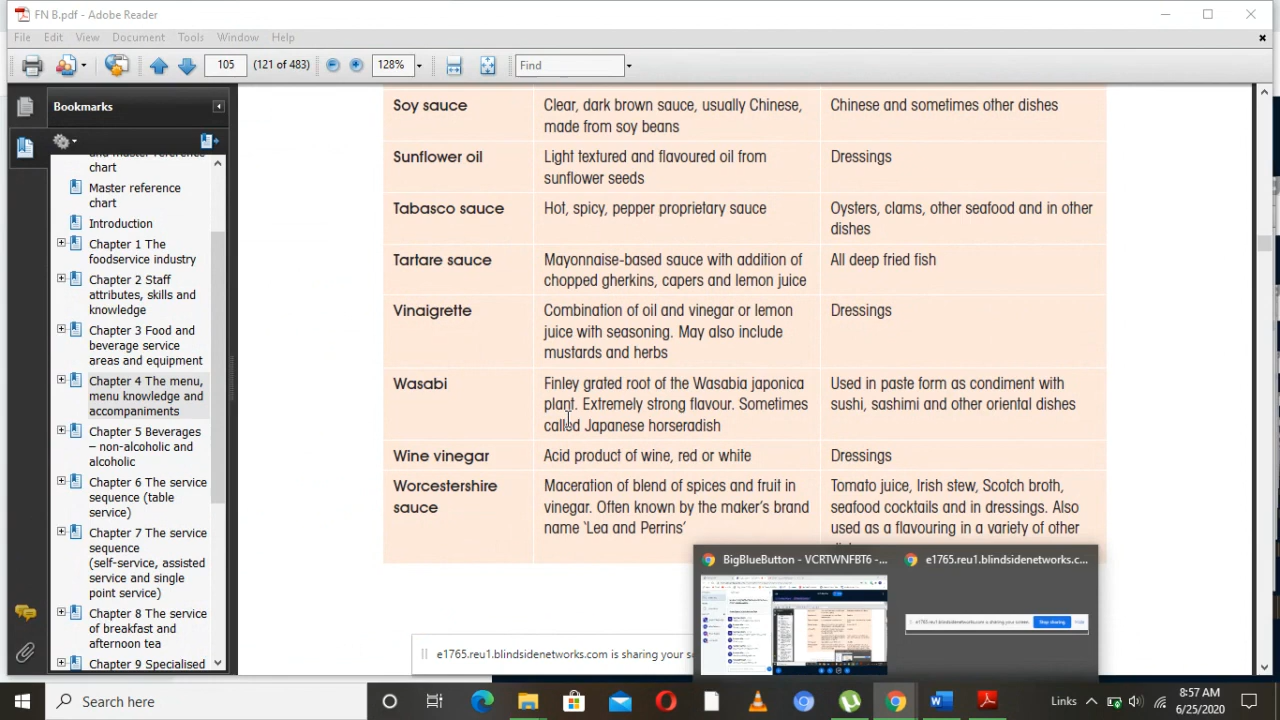 FN B.pdf - Adobe Reader
File Edit View Document Tools Window Help
105 (121 of 483) 128% Find
Bookmarks
and master reference
chart
Master reference
chart
Introduction
Chapter 1 The
foodservice industry
Chapter 2 Staff
attributes, skills and
knowledge
Chapter 3 Food and
beverage service
areas and equipment
Chapter 4 The menu,
menu knowledge and
accompaniments
Chapter 5 Beverages
– non-alcoholic and
alcoholic
Chapter 6 The service
sequence (table
service)
Chapter 7 The service
sequence
(self-service, assisted
service and single
point service)
Chapter 8 The service
of breakfast and
afternoon tea
Chapter 9 Specialised
Soy sauce
Clear, dark brown sauce, usually Chinese,
made from soy beans
Chinese and sometimes other dishes
Sunflower oil
Light textured and flavoured oil from
sunflower seeds
Dressings
Tabasco sauce
Hot, spicy, pepper proprietary sauce
Oysters, clams, other seafood and in other
dishes
Tartare sauce
Mayonnaise-based sauce with addition of
chopped gherkins, capers and lemon juice
All deep fried fish
Vinaigrette
Combination of oil and vinegar or lemon
juice with seasoning. May also include
mustards and herbs
Dressings
Wasabi
Finley grated root of the Wasabia japonica
plant. Extremely strong flavour. Sometimes
called Japanese horseradish
Used in paste form as condiment with
sushi, sashimi and other oriental dishes
Wine vinegar
Acid product of wine, red or white
Dressings
Worcestershire
sauce
Maceration of blend of spices and fruit in
vinegar. Often known by the maker's brand
name 'Lea and Perrins'
Tomato juice, Irish stew, Scotch broth,
seafood cocktails and in dressings. Also
used as a flavouring in a variety of other
BigBlueButton - VCRTWNFBT6 -...
e1765.reu1.blindsidenetworks.c...
e1765.reu1.blindsidenetworks.com is sharing your screen. Stop sharing
e1765.reu1.blindsidenetworks.com is sharing your s
Search here
Links
8:57 AM
6/25/2020